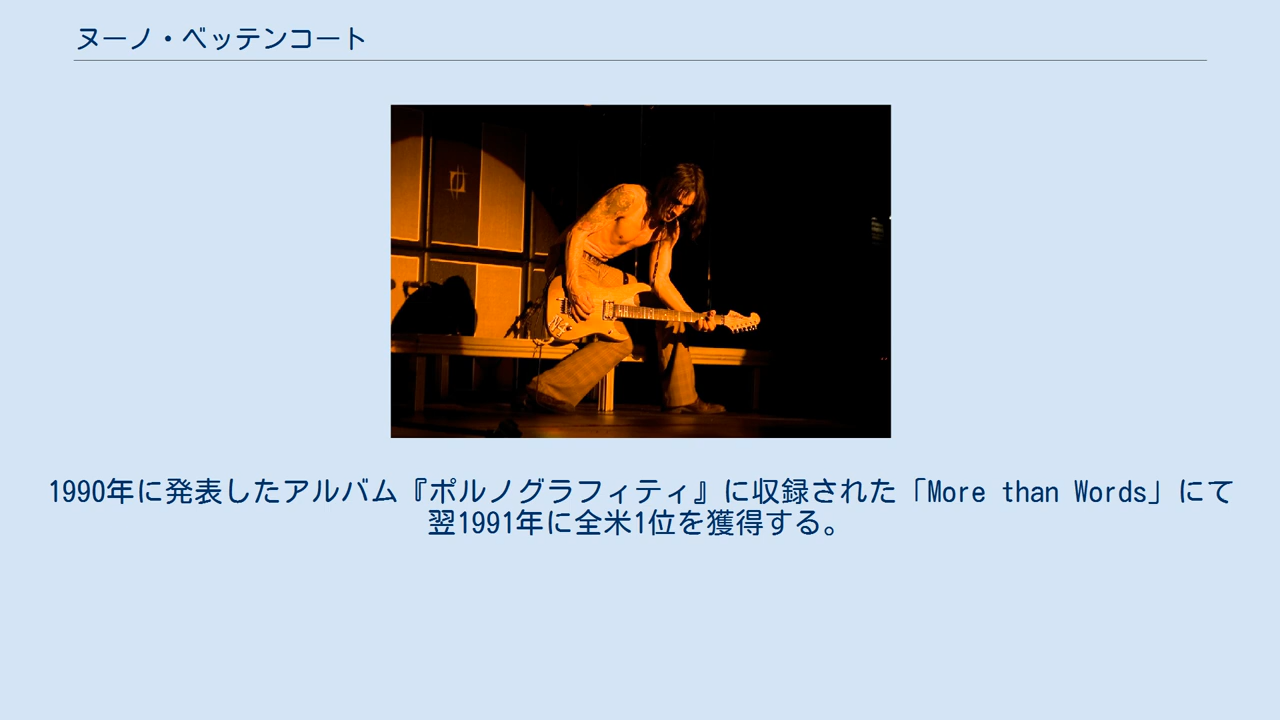 ヌーノ・ベッテンコート
1990年に発表したアルバム『ポルノグラフィティ』に収録された「More than Words」にて
翌1991年に全米1位を獲得する。